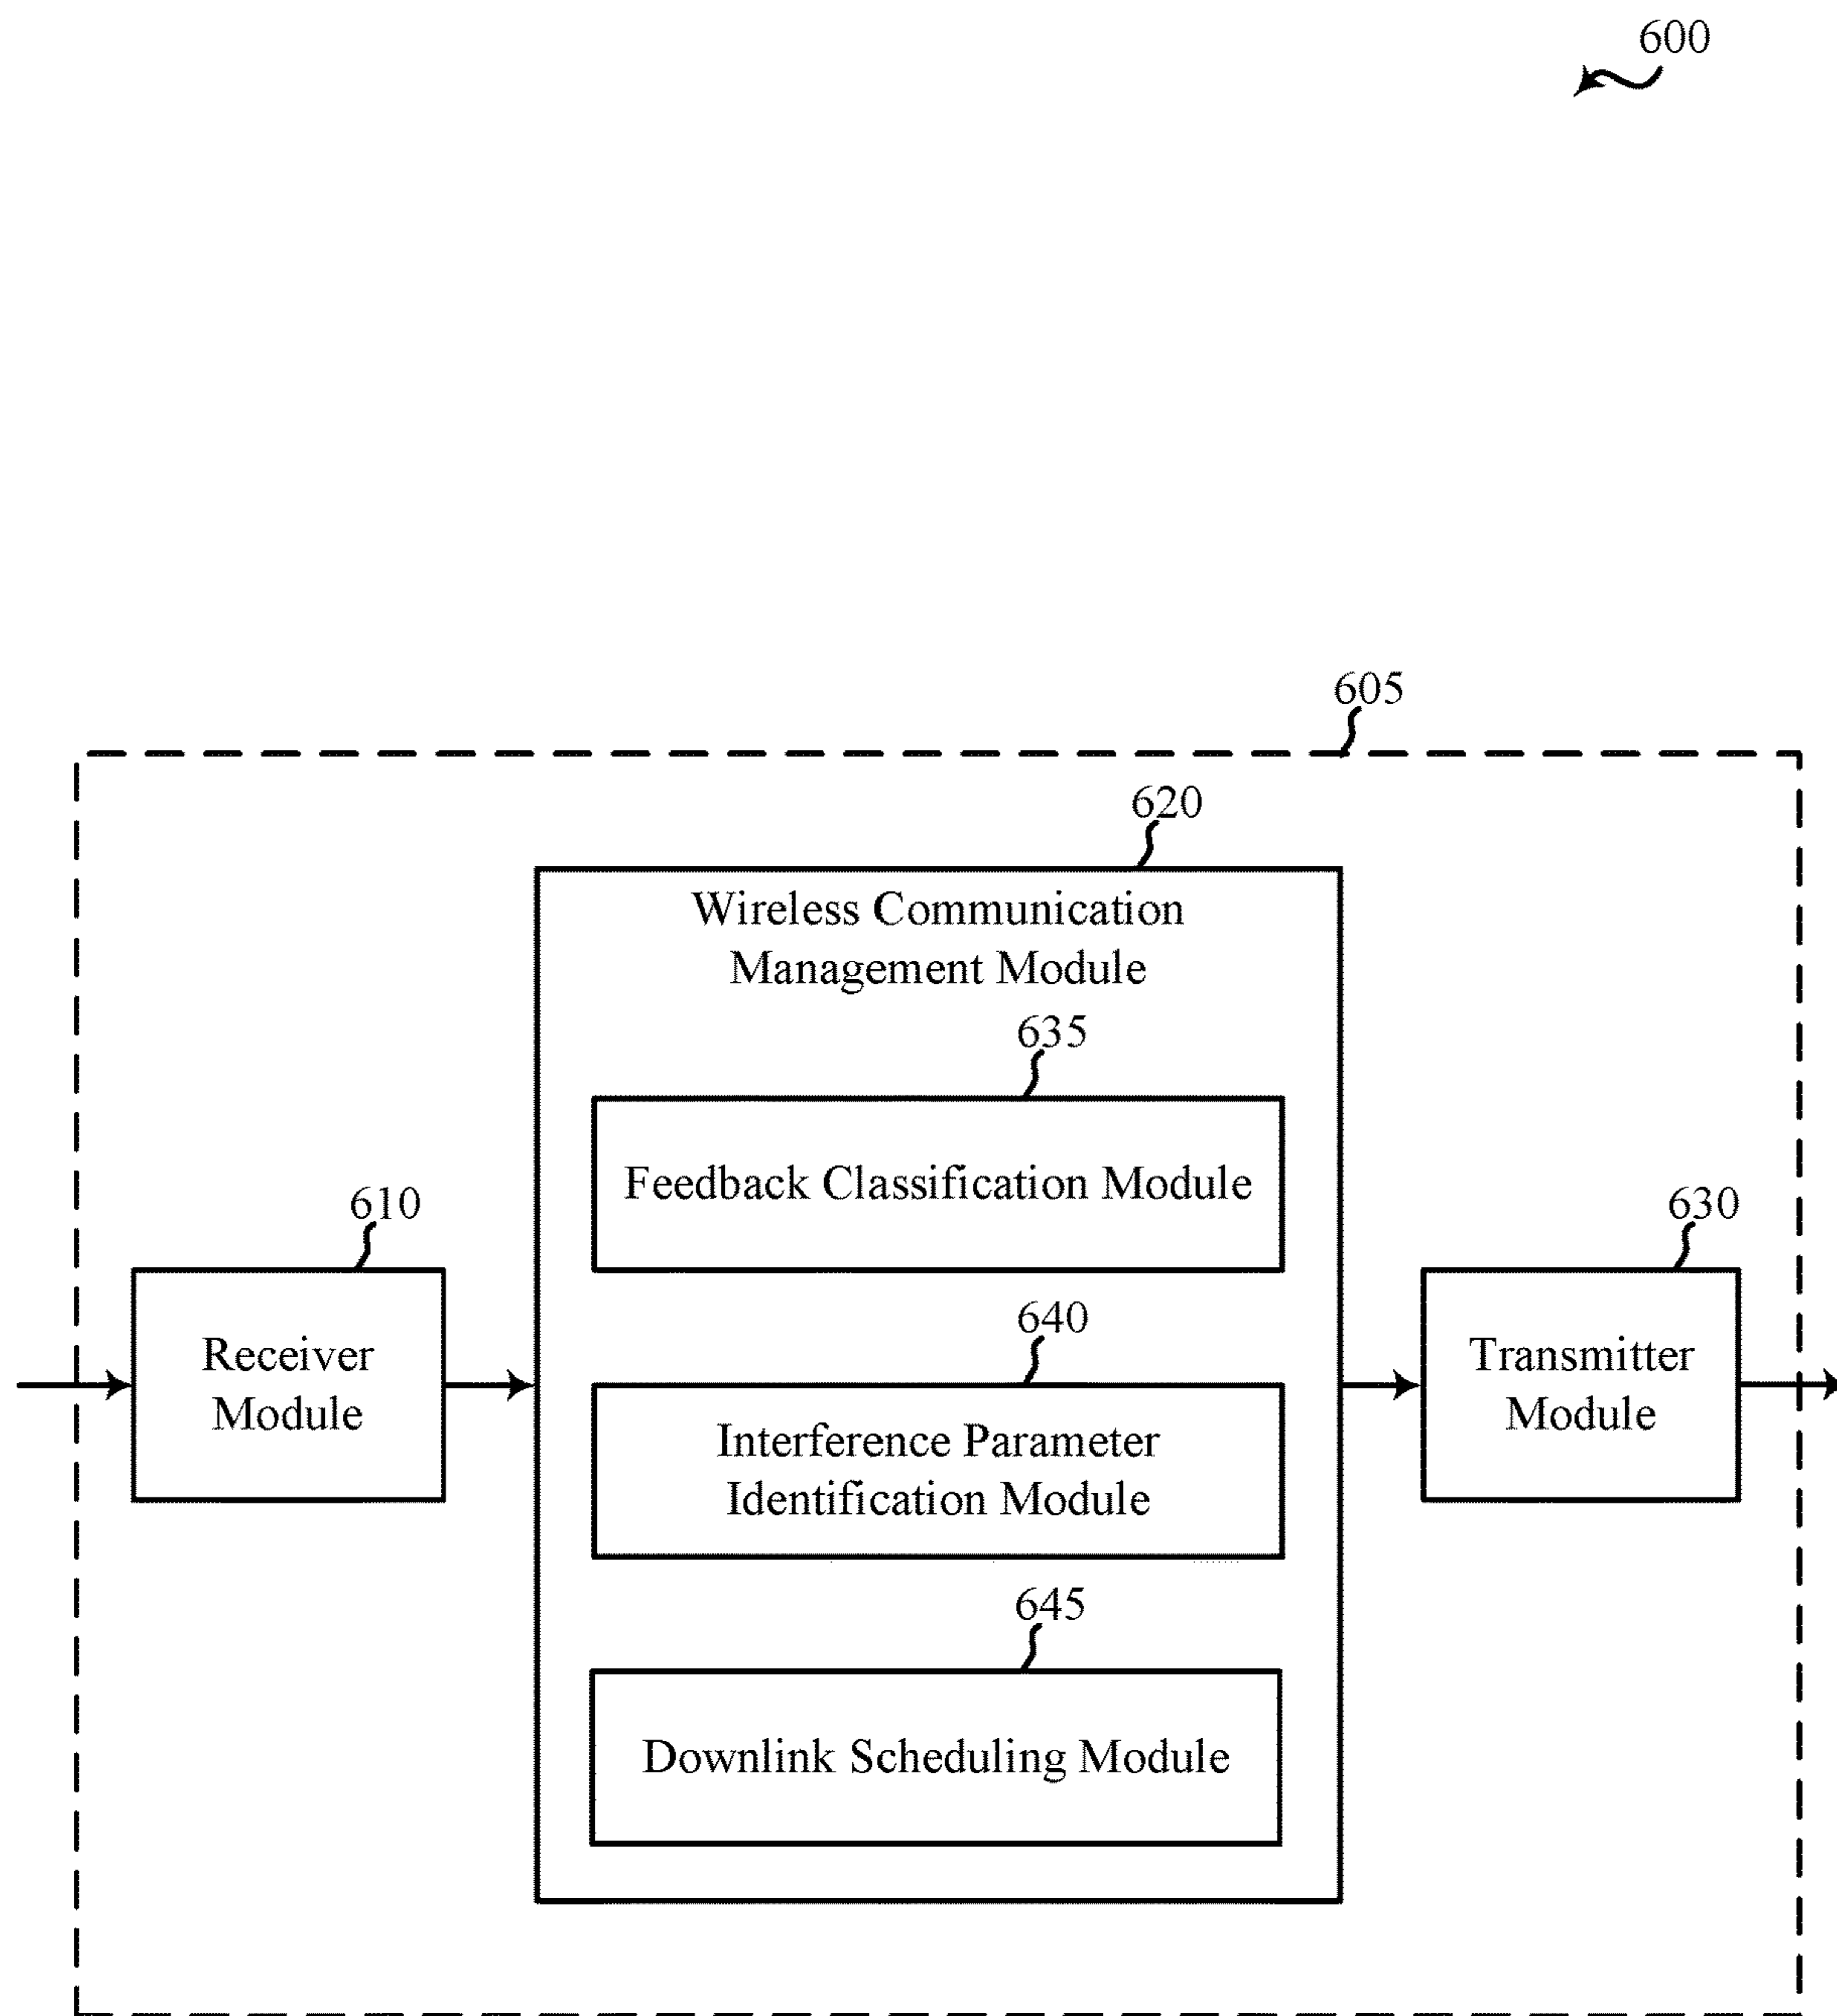 600
605
620
Wireless Communication
Management Module
635
Feedback Classification Module
610
Receiver
Module
640
Interference Parameter
Identification Module
630
Transmitter
Module
645
Downlink Scheduling Module